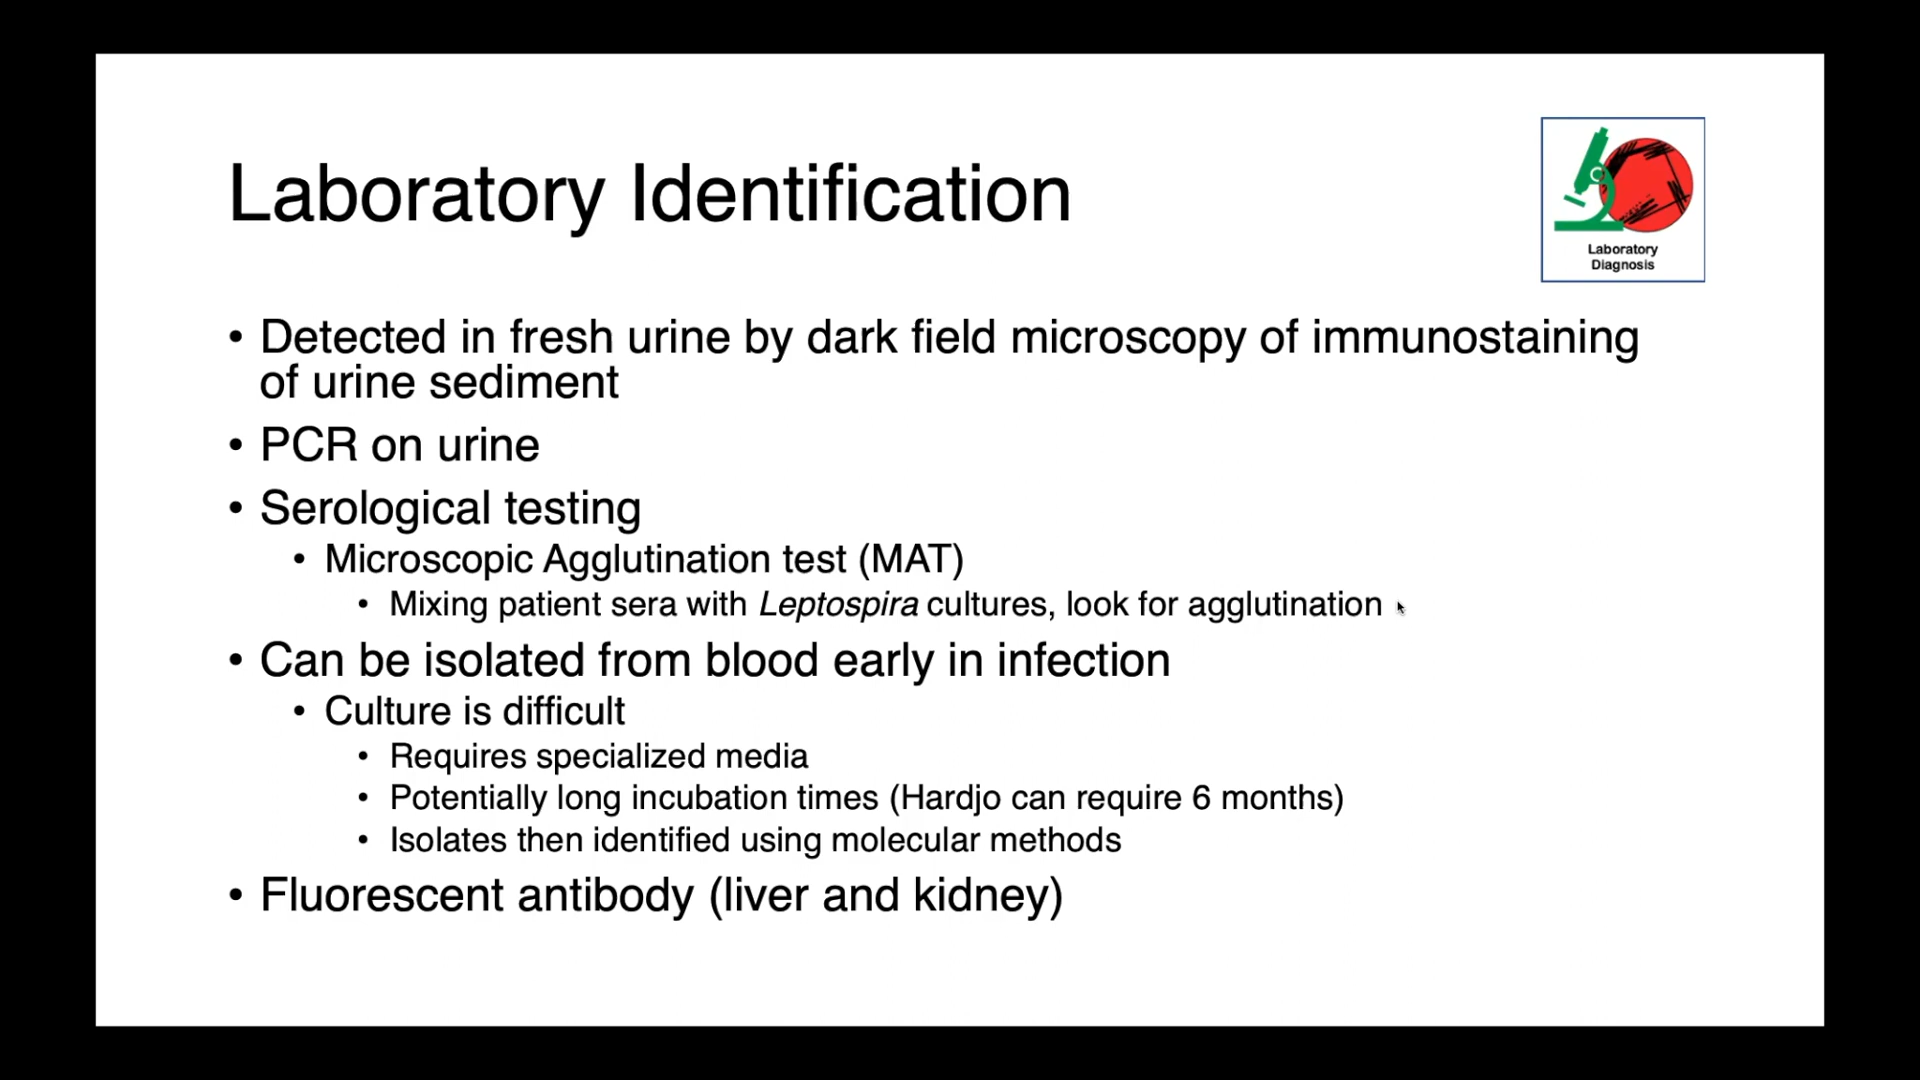 Laboratory Identification
Laboratory
Diagnosis
• Detected in fresh urine by dark field microscopy of immunostaining
of urine sediment
• PCR on urine
• Serological testing
• Microscopic Agglutination test (MAT)
• Mixing patient sera with Leptospira cultures, look for agglutination
• Can be isolated from blood early in infection
• Culture is difficult
• Requires specialized media
• Potentially long incubation times (Hardjo can require 6 months)
• Isolates then identified using molecular methods
• Fluorescent antibody (liver and kidney)